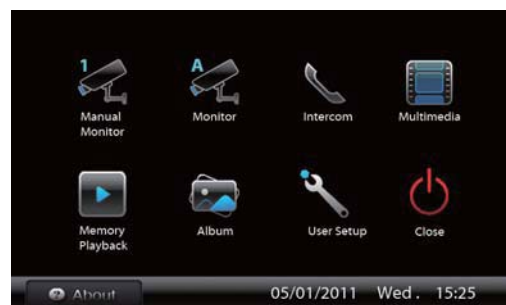 1
A
Manual
Monitor
Monitor
Intercom
Multimedia
Memory
Playback
Album
User Setup
Close
? About
05/01/2011 Wed. 15:25